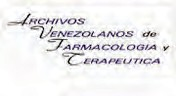 ARCHIVOS
VENEZOLANOS de
FARMACOLOGIA y
TERAPEUTICA